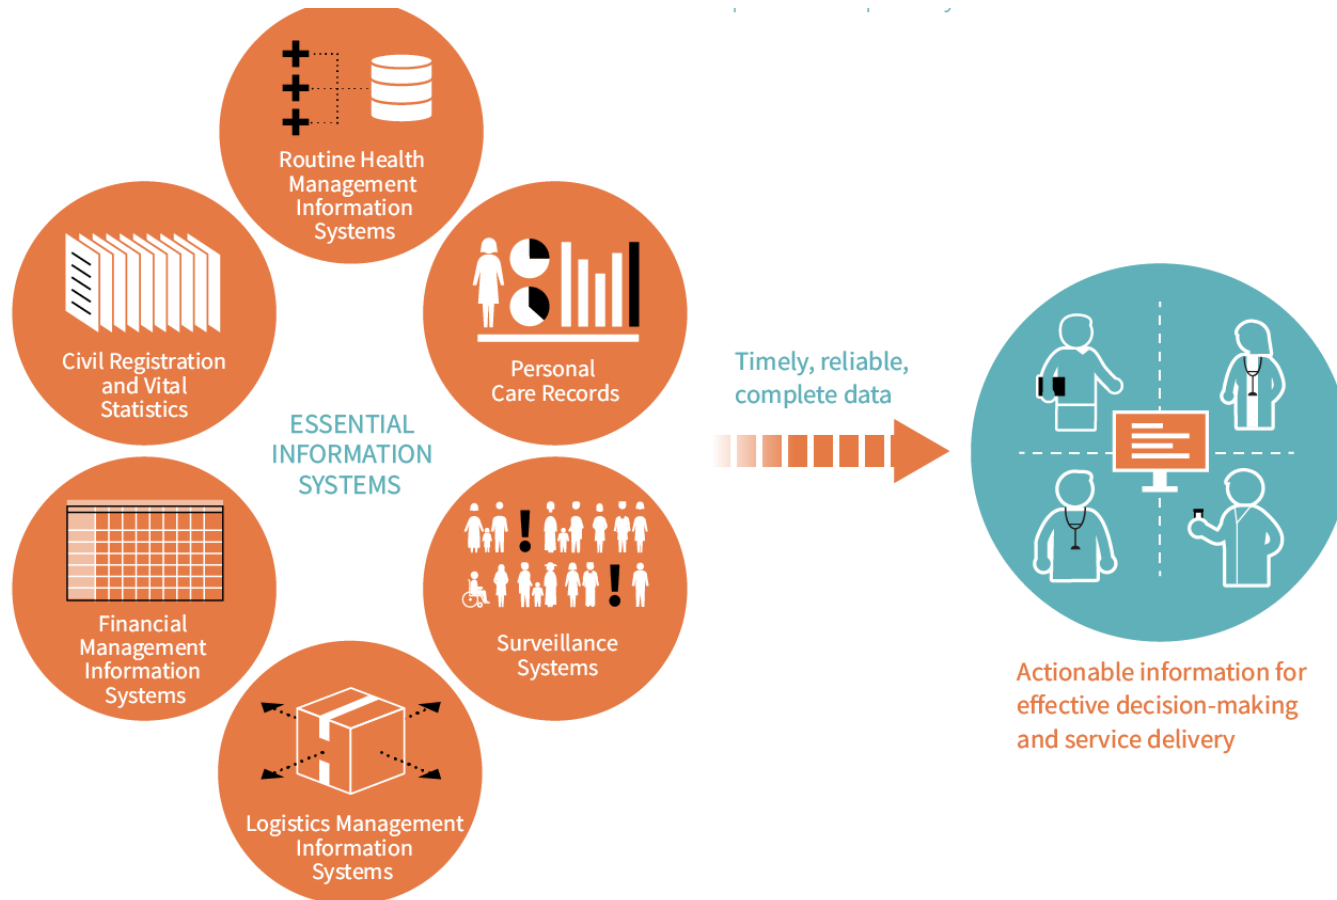 Routine Health
Management
Information
Systems
Civil Registration
and Vital
Statistics
Personal
Care Records
ESSENTIAL
INFORMATION
SYSTEMS
Timely, reliable,
complete data
Financial
Management
Information
Systems
Surveillance
Systems
Logistics Management
Information
Systems
Actionable information for
effective decision-making
and service delivery